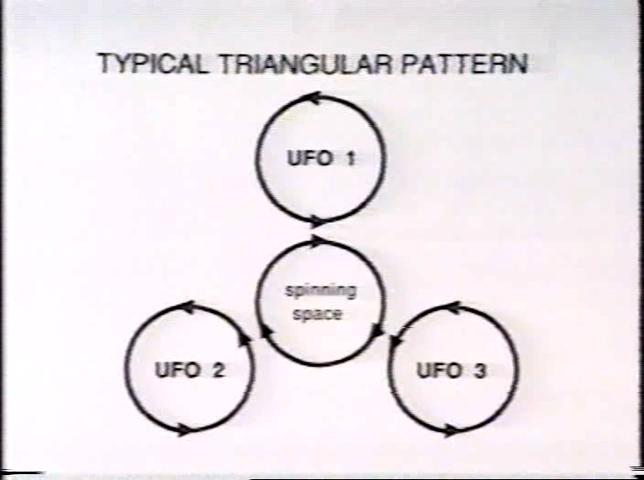 TYPICAL TRIANGULAR PATTERN
UFO 1
spinning
space
UFO 2
UFO 3